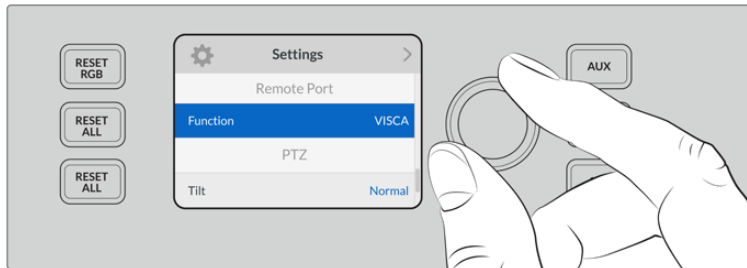 RESET
RGB
RESET
ALL
RESET
ALL
Settings
Remote Port
Function VISCA
PTZ
Tilt Normal
AUX